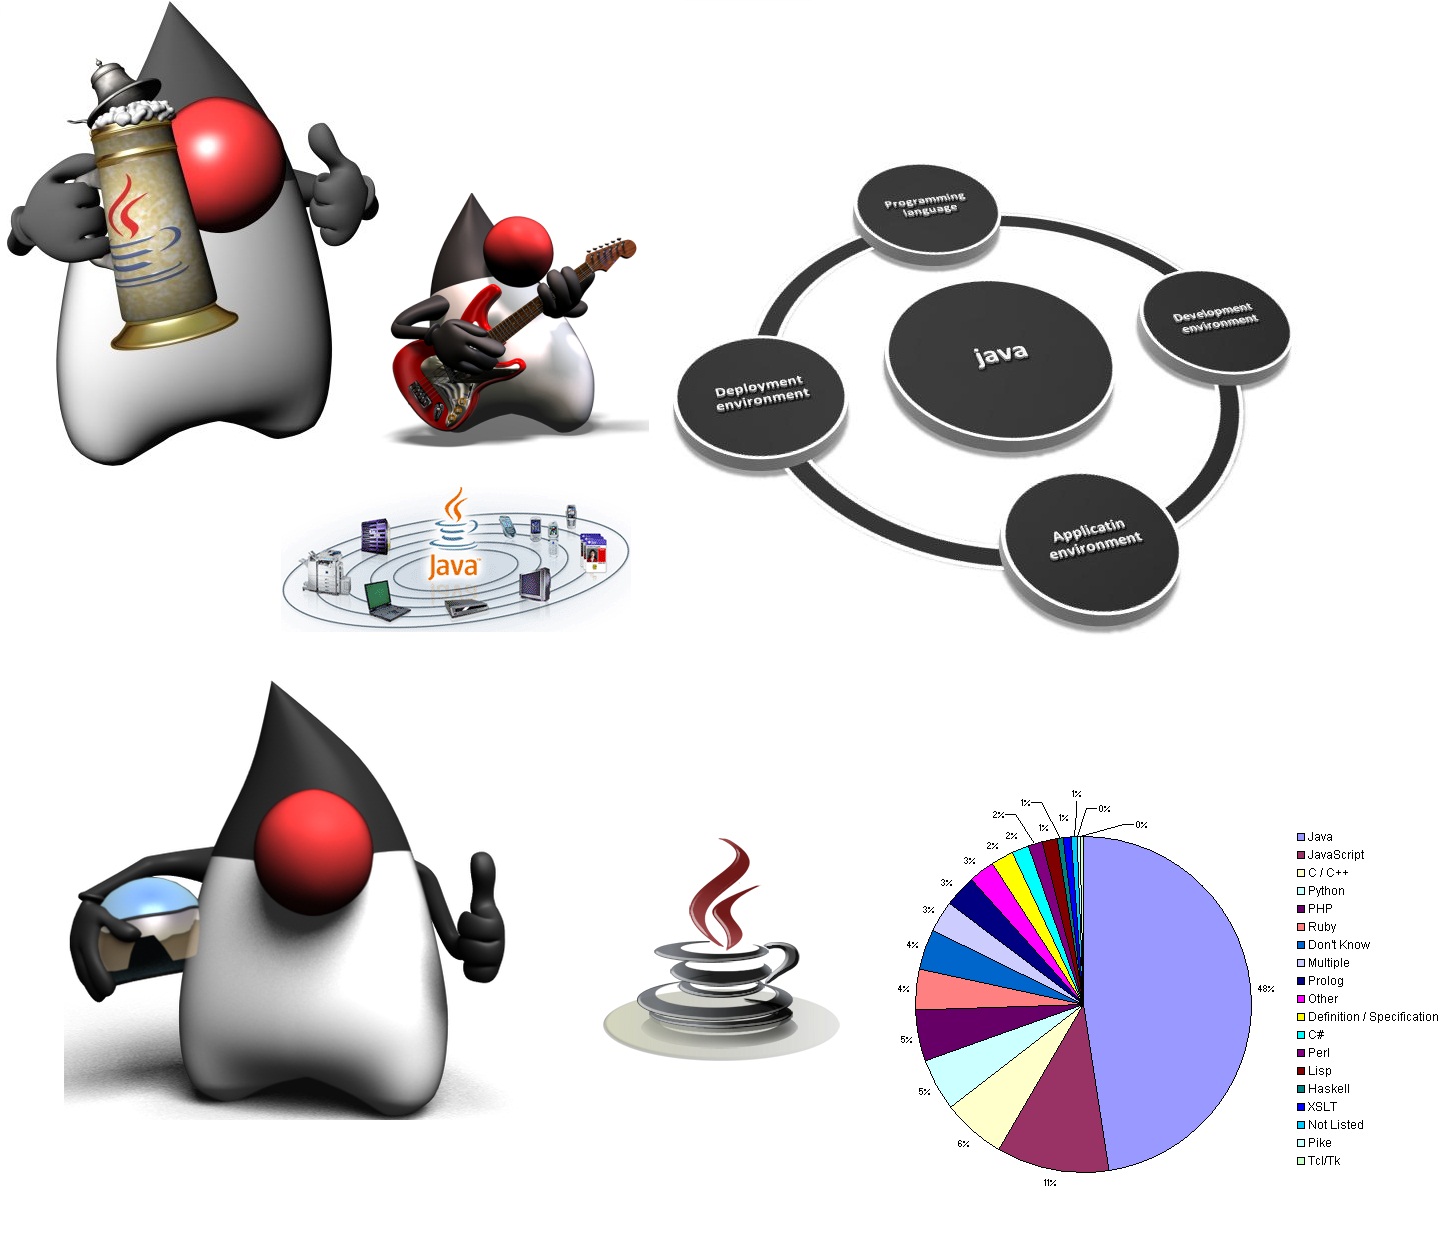 Programming
language
Development
environment
java
Deployment
environment
Applicatin
environment
Java
1%
1%
0%
2%
1%
0%
2%
1%
2%
3%
3%
3%
4%
4%
5%
5%
6%
11%
48%
Java
JavaScript
C / C++
Python
PHP
Ruby
Don't Know
Multiple
Prolog
Other
Definition / Specification
C#
Perl
Lisp
Haskell
XSLT
Not Listed
Pike
Tcl/Tk